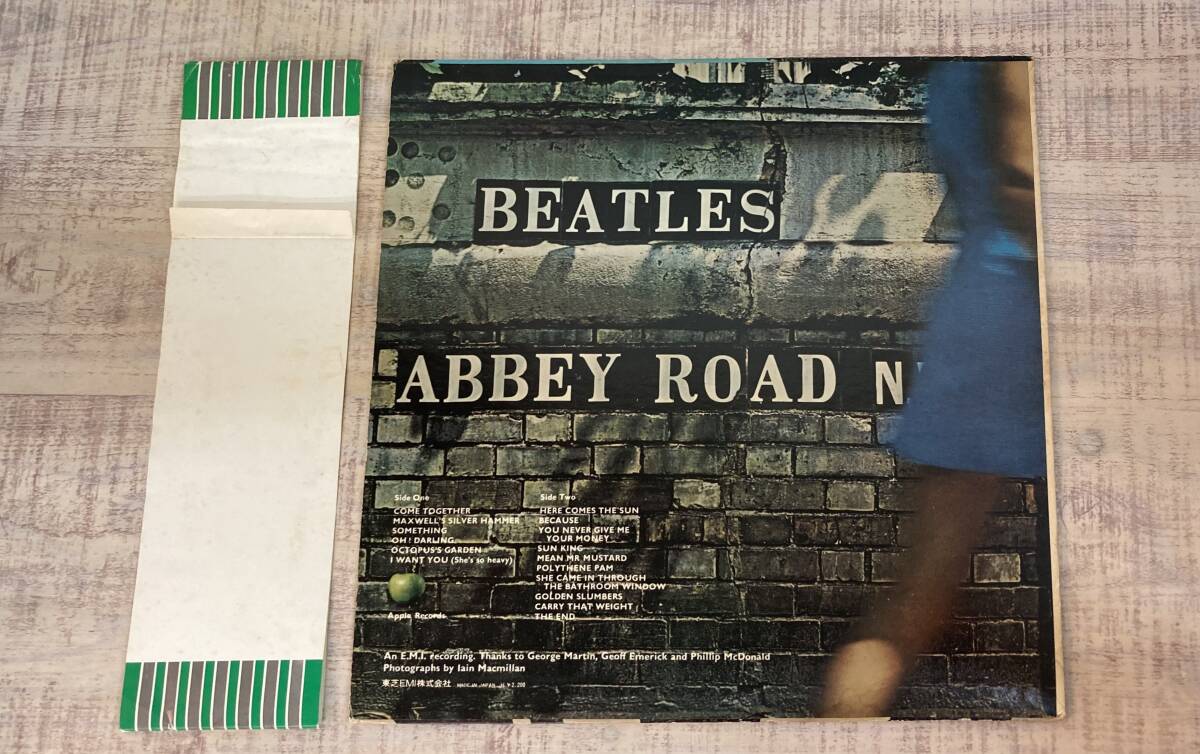 BEATLES
ABBEY ROAD N
Side One
COME TOGETHER
MAXWELL'S SILVER HAMMER
SOMETHING
OH! DARLING
OCTOPUS'S GARDEN
I WANT YOU (She's so heavy)
Apple Records
Side Two
HERE COMES THE SUN
BECAUSE
YOU NEVER GIVE ME
YOUR MONEY
SUN KING
MEAN MR MUSTARD
POLYTHENE PAM
SHE CAME IN THROUGH
THE BATHROOM WINDOW
GOLDEN SLUMBERS
CARRY THAT WEIGHT
THE END
An E.M.I. recording. Thanks to George Martin, Geoff Emerick and Phillip McDonald
Photographs by Iain Macmillan
東芝EMI株式会社 MADE IN JAPAN ¥2,200